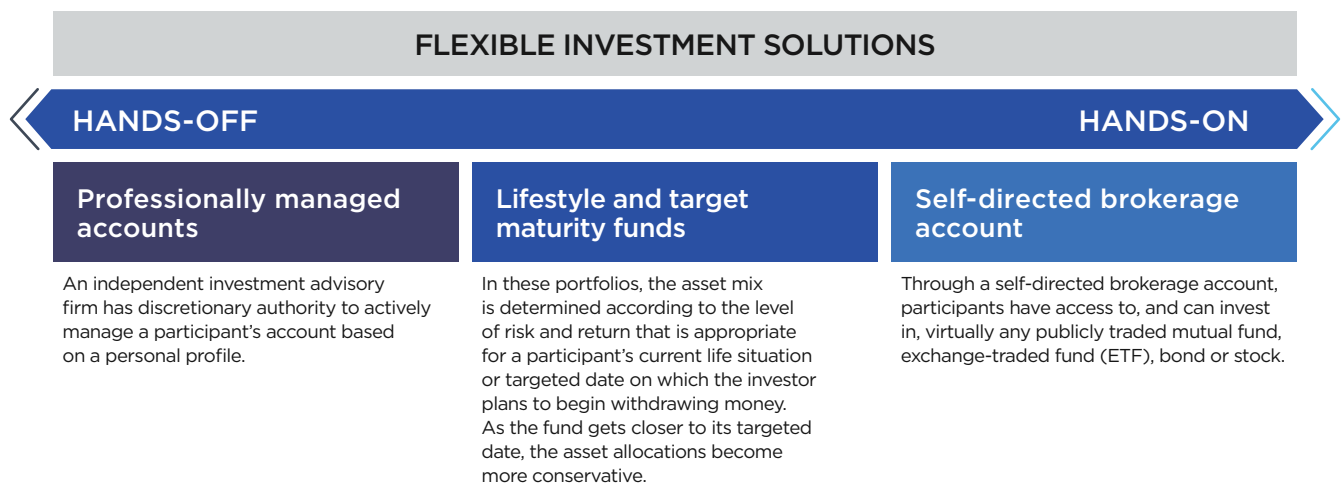 FLEXIBLE INVESTMENT SOLUTIONS
HANDS-OFF
HANDS-ON
Professionally managed
accounts
An independent investment advisory
firm has discretionary authority to actively
manage a participant’s account based
on a personal profile.
Lifestyle and target
maturity funds
In these portfolios, the asset mix
is determined according to the level
of risk and return that is appropriate
for a participant’s current life situation
or targeted date on which the investor
plans to begin withdrawing money.
As the fund gets closer to its targeted
date, the asset allocations become
more conservative.
Self-directed brokerage
account
Through a self-directed brokerage account,
participants have access to, and can invest
in, virtually any publicly traded mutual fund,
exchange-traded fund (ETF), bond or stock.